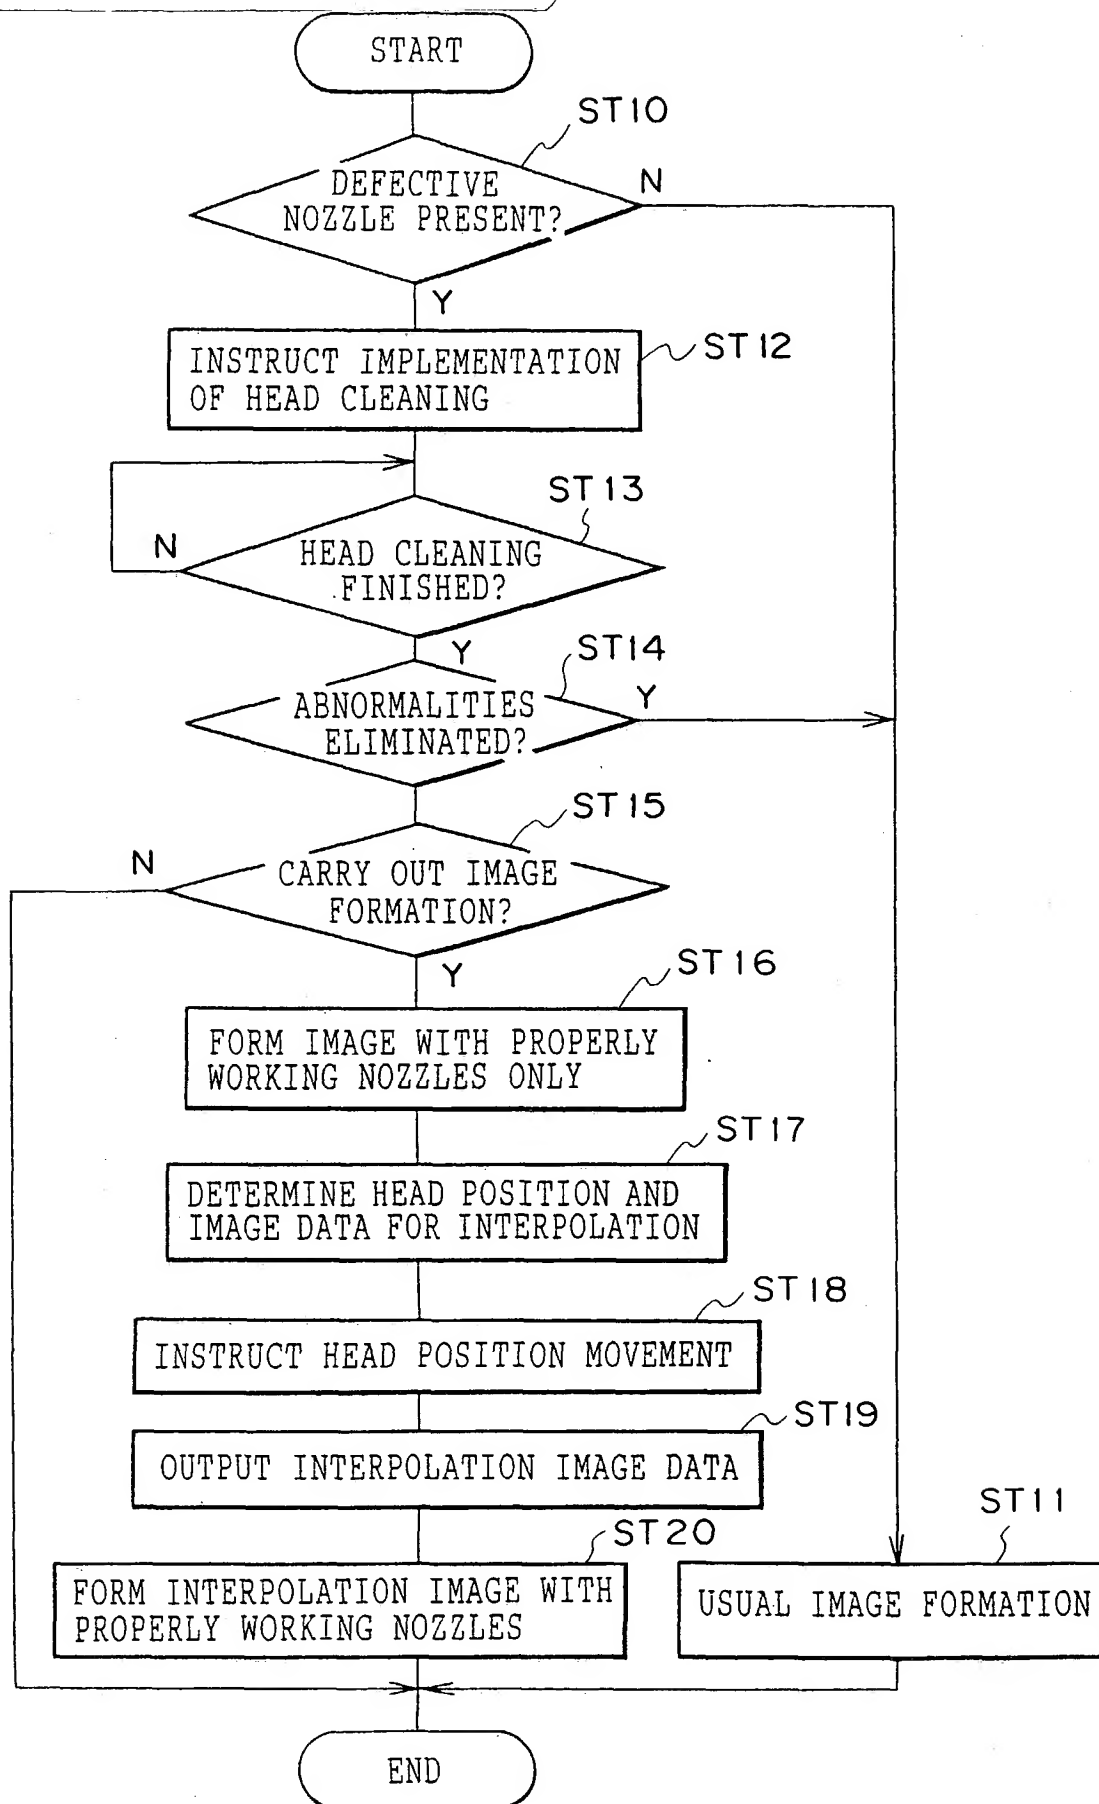 START
ST10
DEFECTIVE
NOZZLE PRESENT?
N
Y
INSTRUCT IMPLEMENTATION
OF HEAD CLEANING
ST12
ST13
N
HEAD CLEANING
FINISHED?
Y
ST14
ABNORMALITIES
ELIMINATED?
Y
ST15
N
CARRY OUT IMAGE
FORMATION?
Y
ST16
FORM IMAGE WITH PROPERLY
WORKING NOZZLES ONLY
ST17
DETERMINE HEAD POSITION AND
IMAGE DATA FOR INTERPOLATION
ST18
INSTRUCT HEAD POSITION MOVEMENT
ST19
OUTPUT INTERPOLATION IMAGE DATA
ST20
FORM INTERPOLATION IMAGE WITH
PROPERLY WORKING NOZZLES
ST11
USUAL IMAGE FORMATION
END